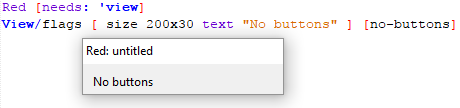 Red [needs: 'view]
View/flags [ size 200x30 text "No buttons" ] [no-buttons]
Red: untitled
No buttons